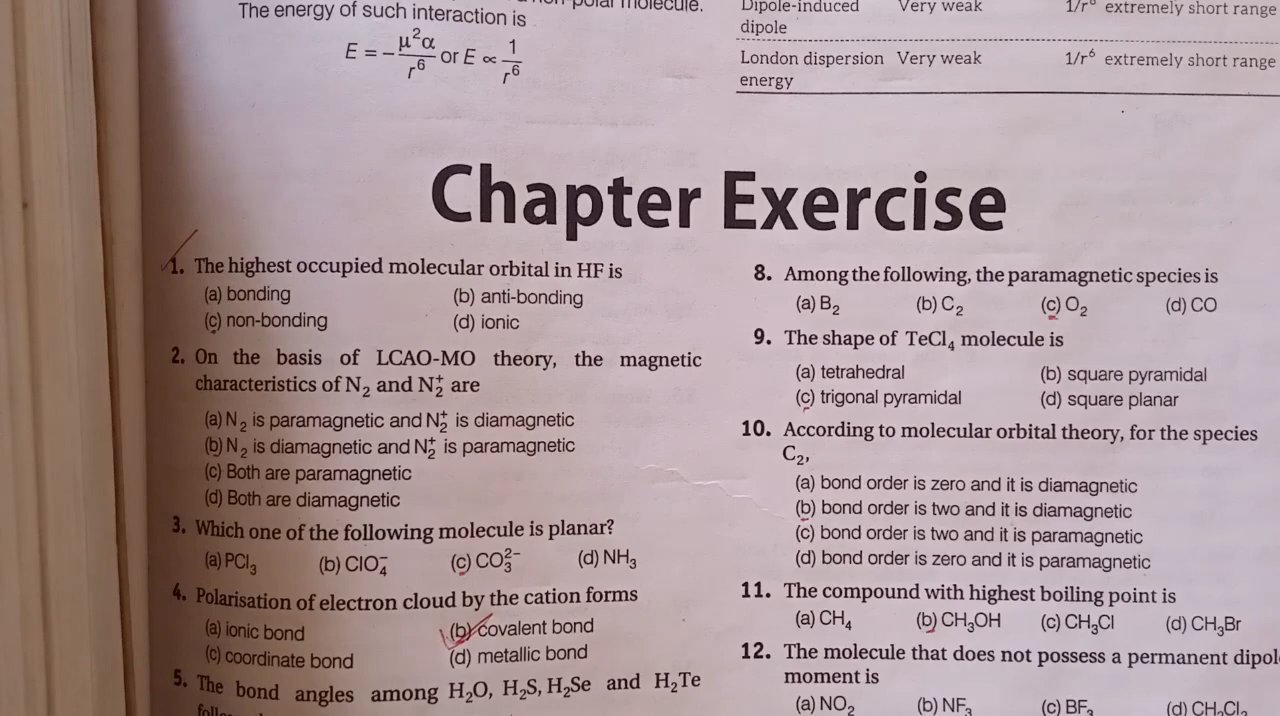 polar molecule.
The energy of such interaction is
E = − μ²α / r⁶ or E ∝ 1 / r⁶
Dipole-induced Very weak 1/r⁶ extremely short range
dipole
London dispersion Very weak 1/r⁶ extremely short range
energy
Chapter Exercise
1. The highest occupied molecular orbital in HF is
(a) bonding (b) anti-bonding
(c) non-bonding (d) ionic
2. On the basis of LCAO-MO theory, the magnetic
characteristics of N₂ and N₂⁺ are
(a) N₂ is paramagnetic and N₂⁺ is diamagnetic
(b) N₂ is diamagnetic and N₂⁺ is paramagnetic
(c) Both are paramagnetic
(d) Both are diamagnetic
3. Which one of the following molecule is planar?
(a) PCl₃ (b) ClO₄⁻ (c) CO₃²⁻ (d) NH₃
4. Polarisation of electron cloud by the cation forms
(a) ionic bond (b) covalent bond
(c) coordinate bond (d) metallic bond
5. The bond angles among H₂O, H₂S, H₂Se and H₂Te
8. Among the following, the paramagnetic species is
(a) B₂ (b) C₂ (c) O₂ (d) CO
9. The shape of TeCl₄ molecule is
(a) tetrahedral (b) square pyramidal
(c) trigonal pyramidal (d) square planar
10. According to molecular orbital theory, for the species
C₂,
(a) bond order is zero and it is diamagnetic
(b) bond order is two and it is diamagnetic
(c) bond order is two and it is paramagnetic
(d) bond order is zero and it is paramagnetic
11. The compound with highest boiling point is
(a) CH₄ (b) CH₃OH (c) CH₃Cl (d) CH₃Br
12. The molecule that does not possess a permanent dipol
moment is
(a) NO₂ (b) NF₃ (c) BF₃ (d) CH₂Cl₂